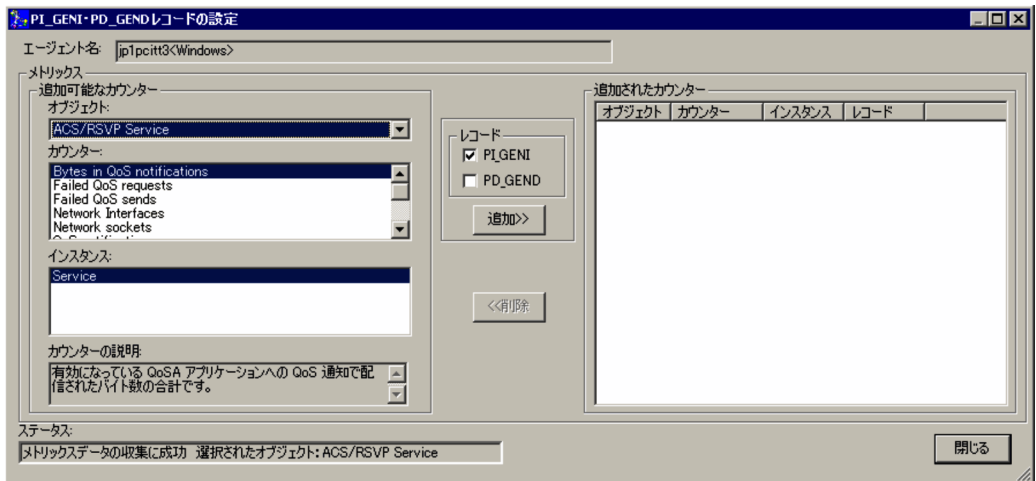 PI_GENI・PD_GENDレコードの設定
エージェント名:
jp1pcitt3<Windows>
メトリックス
追加可能なカウンター
オブジェクト:
ACS/RSVP Service
カウンター:
Bytes in QoS notifications
Failed QoS requests
Failed QoS sends
Network Interfaces
Network sockets
インスタンス:
Service
カウンターの説明:
有効になっている QoSA アプリケーションへの QoS 通知で配
信されたバイト数の合計です。
レコード
PI_GENI
PD_GEND
追加>>
<<削除
追加されたカウンター
オブジェクト カウンター インスタンス レコード
ステータス:
メトリックスデータの収集に成功 選択されたオブジェクト: ACS/RSVP Service
閉じる